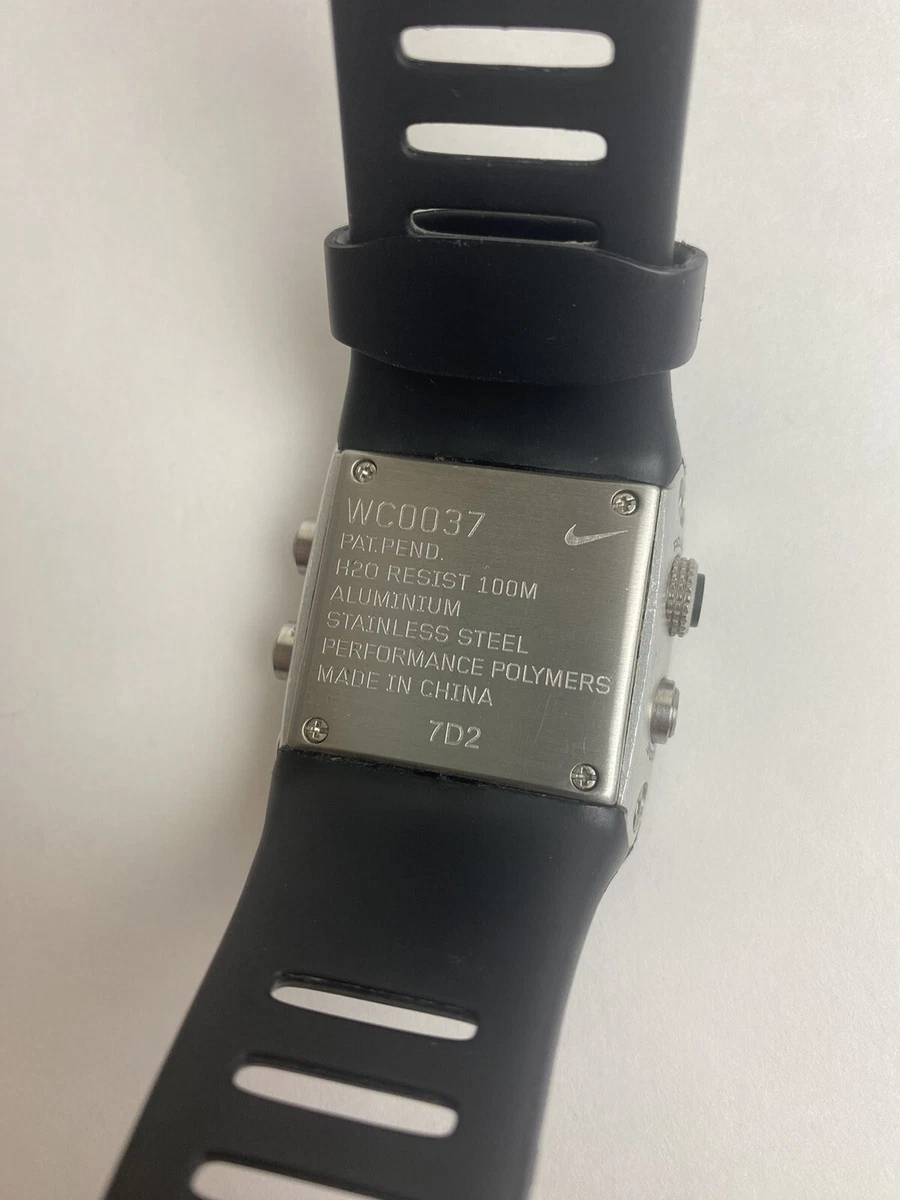 WC0037
PAT.PEND.
H2O RESIST 100M
ALUMINIUM
STAINLESS STEEL
PERFORMANCE POLYMERS
MADE IN CHINA
7D2